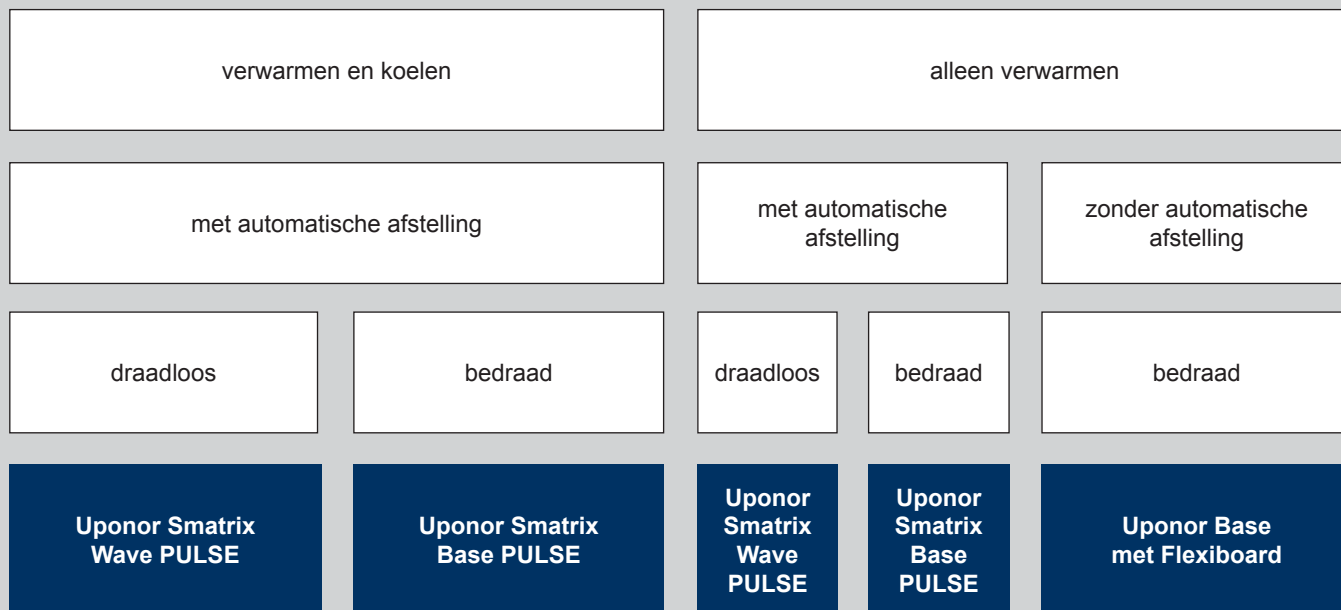 verwarmen en koelen
alleen verwarmen
met automatische afstelling
met automatische
afstelling
zonder automatische
afstelling
draadloos
bedraad
draadloos
bedraad
bedraad
Uponor Smatrix
Wave PULSE
Uponor Smatrix
Base PULSE
Uponor
Smatrix
Wave
PULSE
Uponor
Smatrix
Base
PULSE
Uponor Base
met Flexiboard